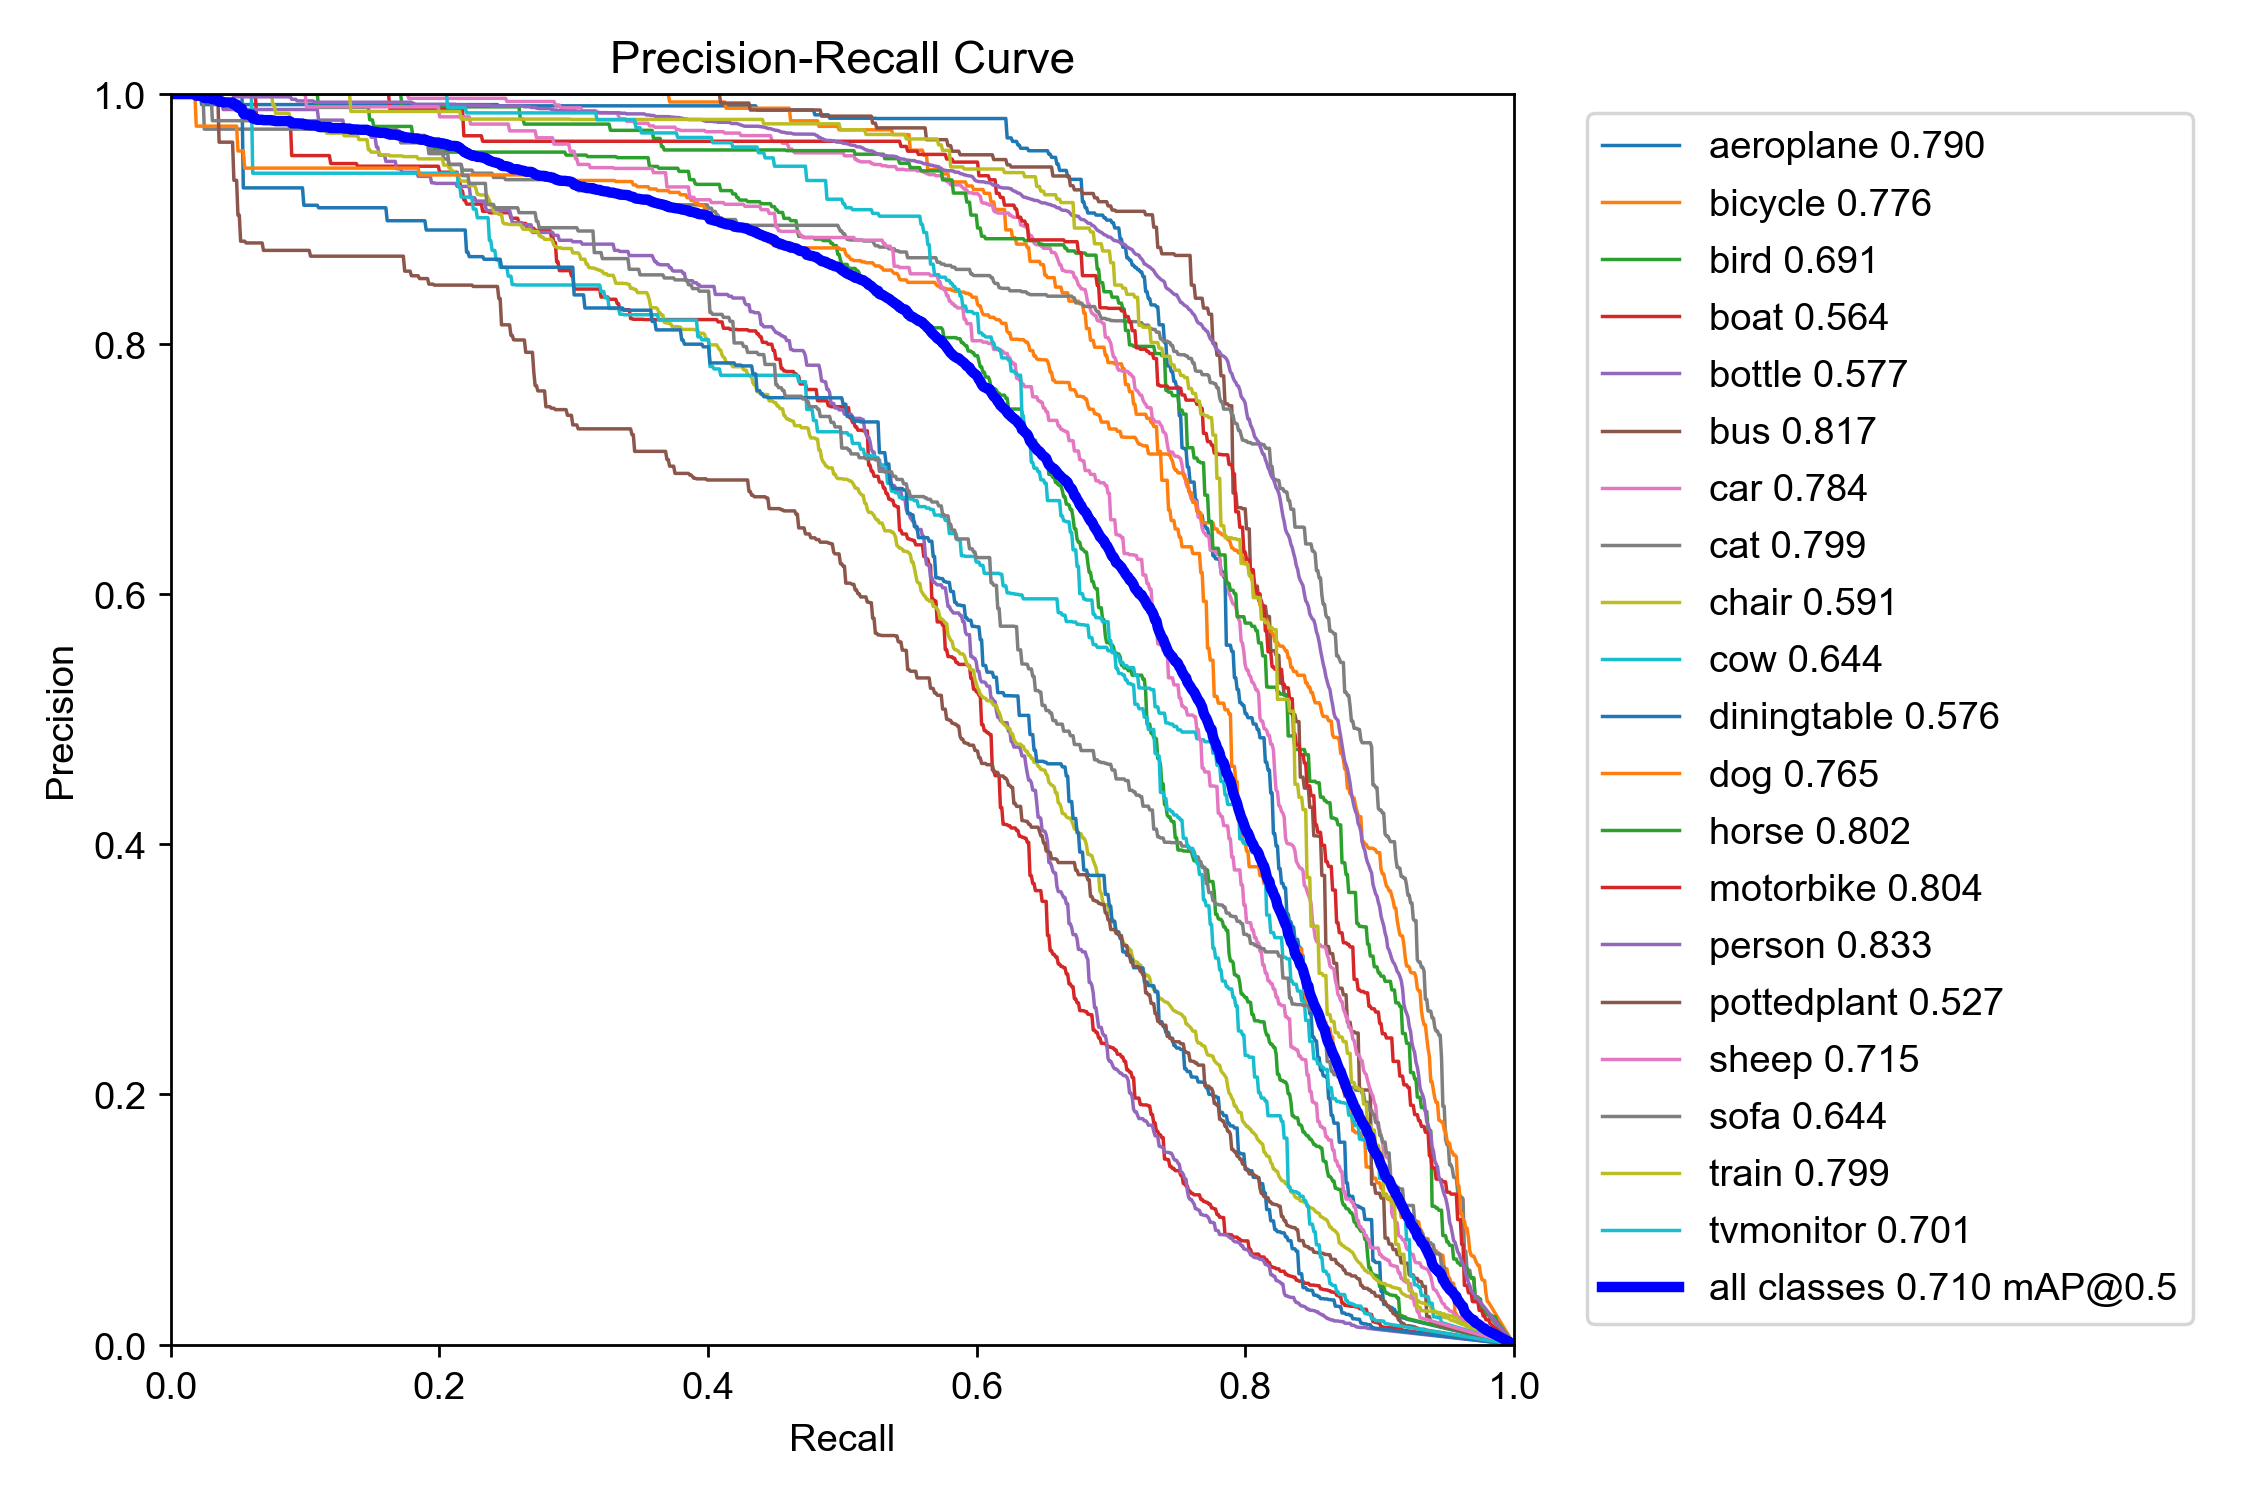 Precision-Recall Curve
1.0
0.8
0.6
0.4
0.2
0.0
Precision
0.0 0.2 0.4 0.6 0.8 1.0
Recall
aeroplane 0.790
bicycle 0.776
bird 0.691
boat 0.564
bottle 0.577
bus 0.817
car 0.784
cat 0.799
chair 0.591
cow 0.644
diningtable 0.576
dog 0.765
horse 0.802
motorbike 0.804
person 0.833
pottedplant 0.527
sheep 0.715
sofa 0.644
train 0.799
tvmonitor 0.701
all classes 0.710 mAP@0.5